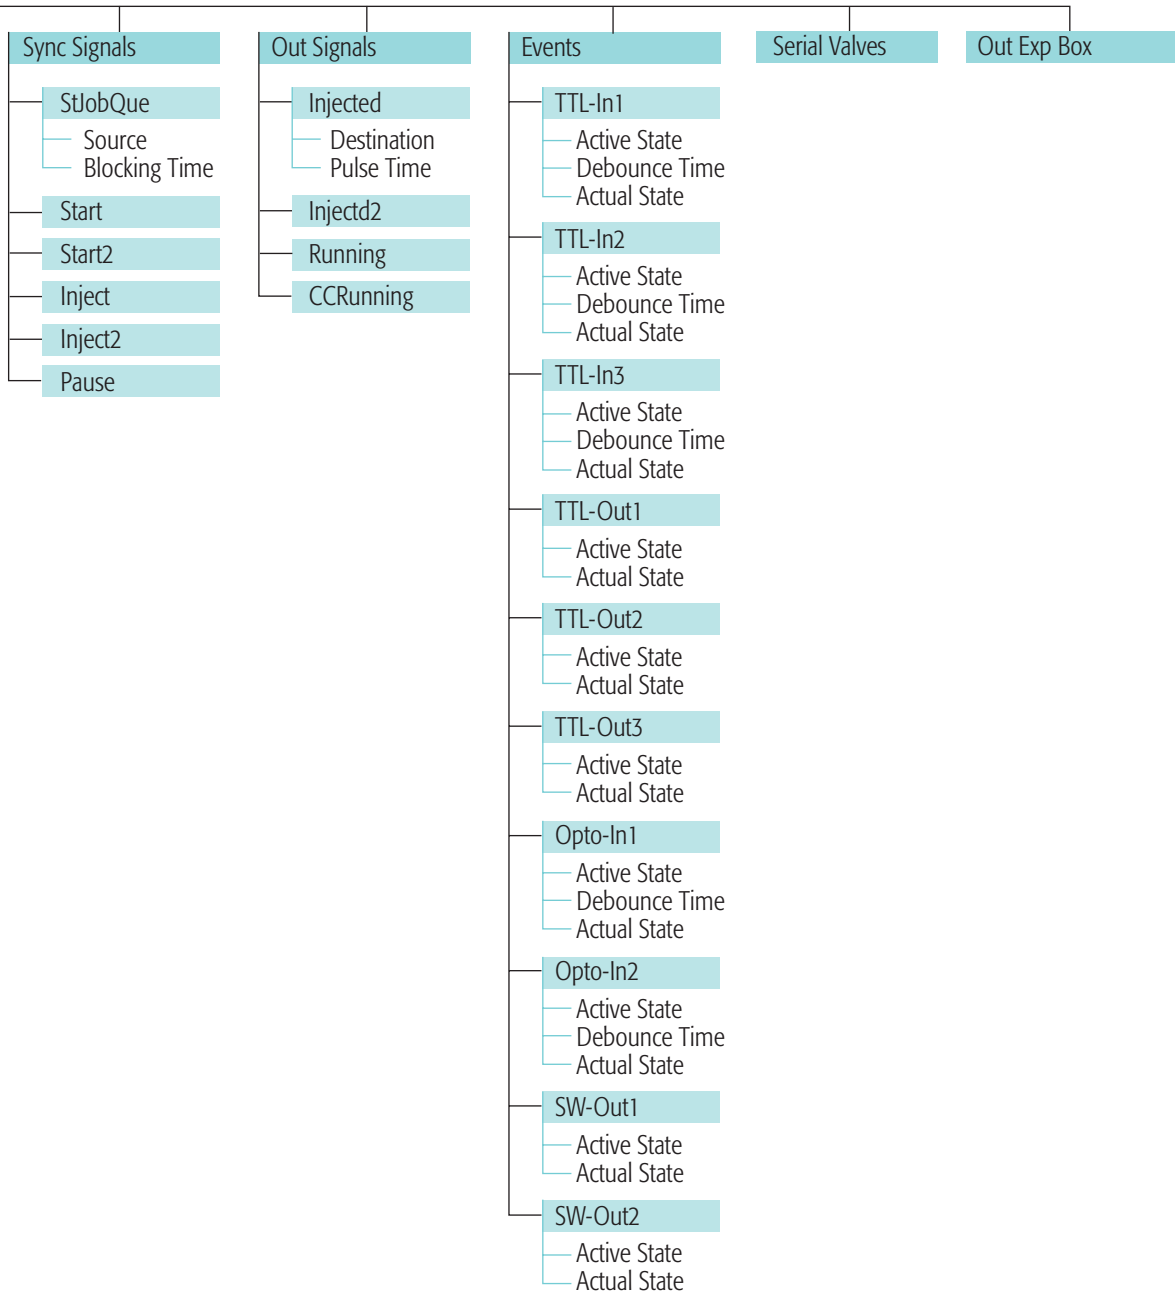 Sync Signals
StJobQue
Source
Blocking Time
Start
Start2
Inject
Inject2
Pause
Out Signals
Injected
Destination
Pulse Time
Injectd2
Running
CCRunning
Events
TTL-In1
Active State
Debounce Time
Actual State
TTL-In2
Active State
Debounce Time
Actual State
TTL-In3
Active State
Debounce Time
Actual State
TTL-Out1
Active State
Actual State
TTL-Out2
Active State
Actual State
TTL-Out3
Active State
Actual State
Opto-In1
Active State
Debounce Time
Actual State
Opto-In2
Active State
Debounce Time
Actual State
SW-Out1
Active State
Actual State
SW-Out2
Active State
Actual State
Serial Valves
Out Exp Box